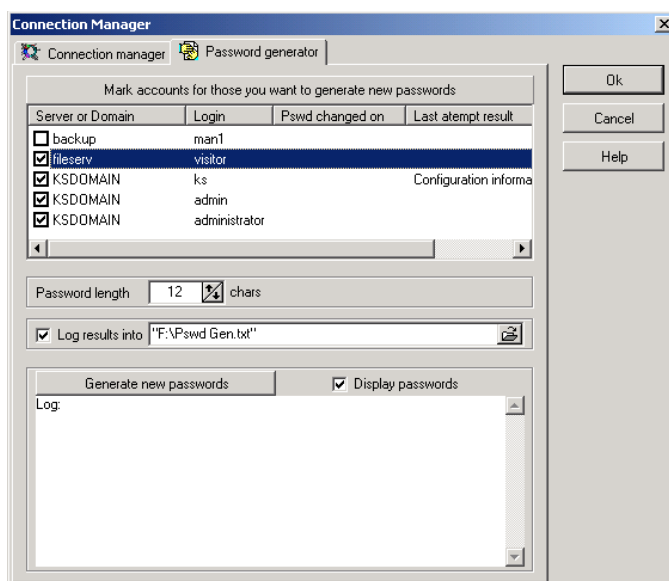 Connection Manager
Connection manager Password generator
Mark accounts for those you want to generate new passwords
Server or Domain Login Pswd changed on Last atempt result
backup man1
fileserv visitor
KSDOMAIN ks Configuration informa
KSDOMAIN admin
KSDOMAIN administrator
Password length 12 chars
Log results into "F:\Pswd Gen.txt"
Generate new passwords Display passwords
Log:
Ok
Cancel
Help